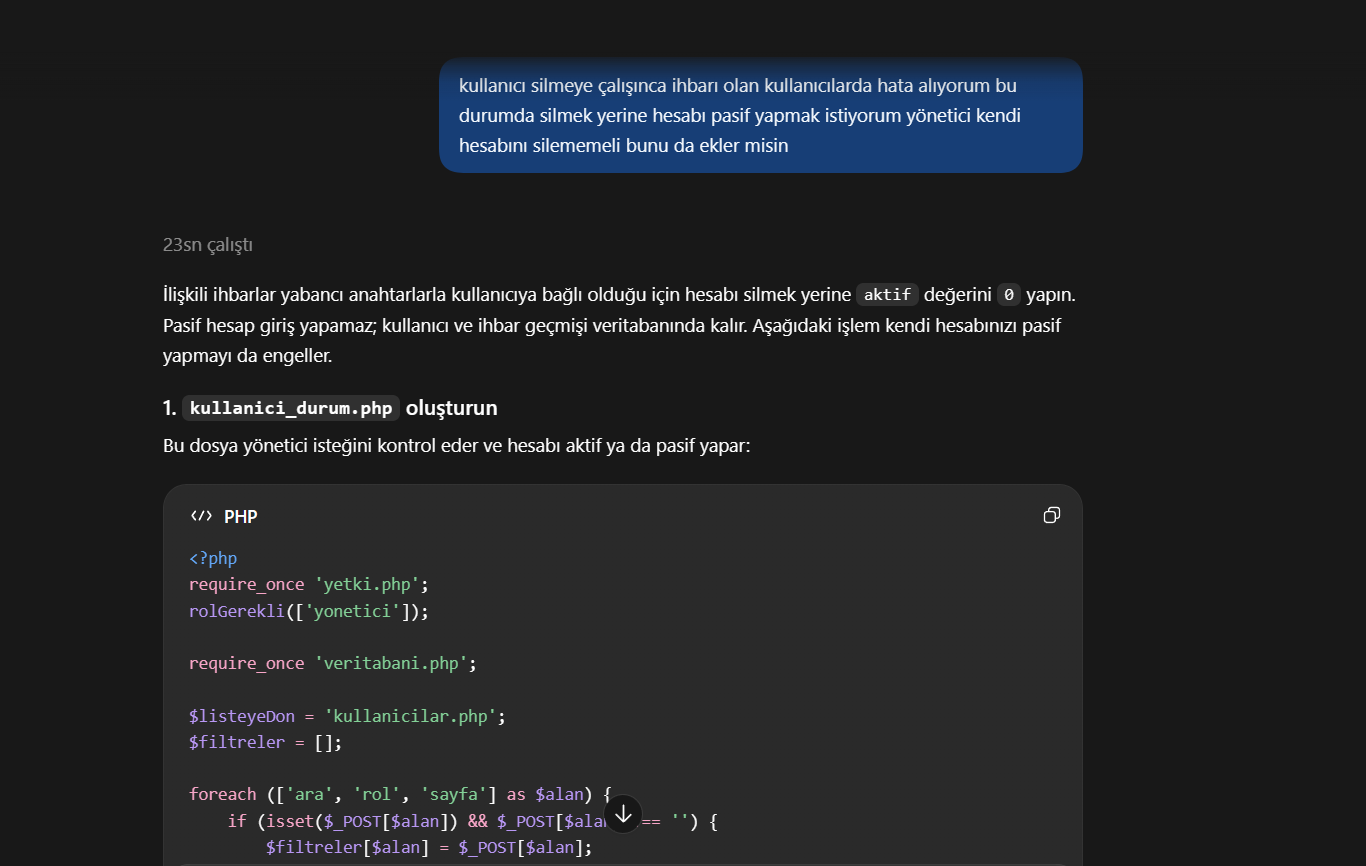 kullanıcı silmeye çalışınca ihbarı olan kullanıcılarda hata alıyorum bu
durumda silmek yerine hesabı pasif yapmak istiyorum yönetici kendi
hesabını silememeli bunu da ekler misin
23sn çalıştı
İlişkili ihbarlar yabancı anahtarlarla kullanıcıya bağlı olduğu için hesabı silmek yerine aktif değerini 0 yapın.
Pasif hesap giriş yapamaz; kullanıcı ve ihbar geçmişi veritabanında kalır. Aşağıdaki işlem kendi hesabınızı pasif
yapmayı da engeller.
1. kullanici_durum.php oluşturun
Bu dosya yönetici isteğini kontrol eder ve hesabı aktif ya da pasif yapar:
</> PHP
<?php
require_once 'yetki.php';
rolGerekli(['yonetici']);
require_once 'veritabani.php';
$listeyeDon = 'kullanicilar.php';
$filtreler = [];
foreach (['ara', 'rol', 'sayfa'] as $alan) {
if (isset($_POST[$alan]) && $_POST[$ala == '') {
$filtreler[$alan] = $_POST[$alan];